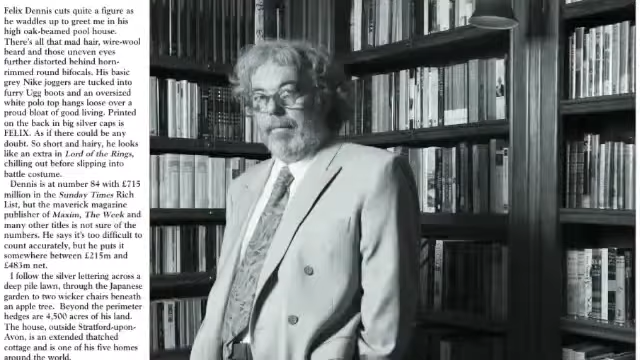 Felix Dennis cuts quite a figure as
he waddles up to greet me in his
high oak-beamed pool house.
There's all that mad hair, wire-wool
beard and those uneven eyes
further distorted behind horn-
rimmed round bifocals. His basic
grey Nike joggers are tucked into
furry Ugg boots and an oversized
white polo top hangs loose over a
proud bloat of good living. Printed
on the back in big silver caps is
FELIX. As if there could be any
doubt. So short and hairy, he looks
like an extra in Lord of the Rings,
chilling out before slipping into
battle costume.
Dennis is at number 84 with £715
million in the Sunday Times Rich
List, but the maverick magazine
publisher of Maxim, The Week and
many other titles is not sure of the
numbers. He says it's too difficult to
count accurately, but he puts it
somewhere between £215m and
£483m net.
I follow the silver lettering across a
deep pile lawn, through the Japanese
garden to two wicker chairs beneath
an apple tree. Beyond the perimeter
hedges are 4,500 acres of his land.
The house, outside Stratford-upon-
Avon, is an extended thatched
cottage and is one of his five homes
around the world.